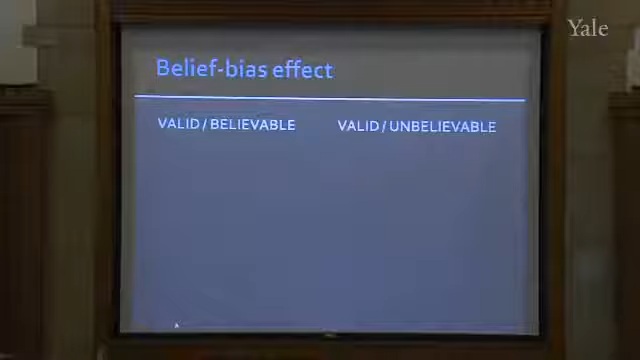 Yale
Belief-bias effect
VALID / BELIEVABLE
VALID / UNBELIEVABLE